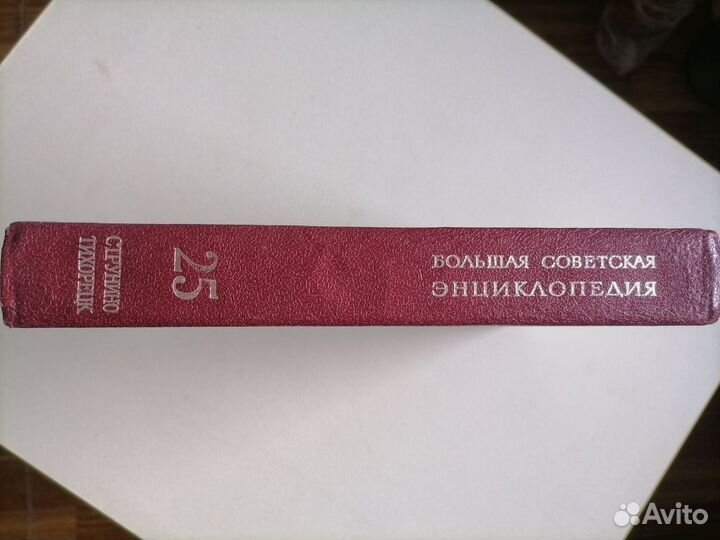 БОЛЬШАЯ СОВЕТСКАЯ
ЭНЦИКЛОПЕДИЯ
25
СТРУНИНО
ТИХОРЕЦК
Avito